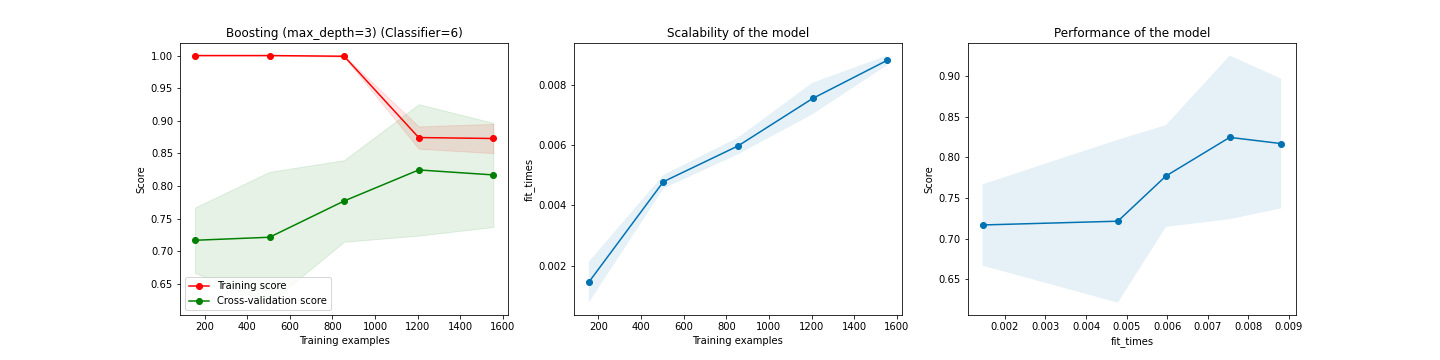 Boosting (max_depth=3) (Classifier=6)
Score
1.00
0.95
0.90
0.85
0.80
0.75
0.70
0.65
Training score
Cross-validation score
200 400 600 800 1000 1200 1400 1600
Training examples
Scalability of the model
fit_times
0.008
0.006
0.004
0.002
200 400 600 800 1000 1200 1400 1600
Training examples
Performance of the model
Score
0.90
0.85
0.80
0.75
0.70
0.65
0.002 0.003 0.004 0.005 0.006 0.007 0.008 0.009
fit_times